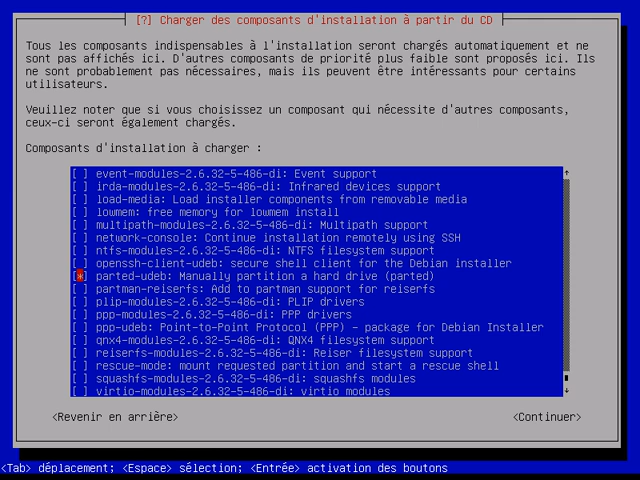 [?] Charger des composants d'installation à partir du CD
Tous les composants indispensables à l'installation seront chargés automatiquement et ne
sont pas affichés ici. D'autres composants de priorité plus faible sont proposés ici. Ils
ne sont probablement pas nécessaires, mais ils peuvent être intéressants pour certains
utilisateurs.
Veuillez noter que si vous choisissez un composant qui nécessite d'autres composants,
ceux-ci seront également chargés.
Composants d'installation à charger :
[ ] event-modules-2.6.32-5-486-di: Event support
[ ] irda-modules-2.6.32-5-486-di: Infrared devices support
[ ] load-media: Load installer components from removable media
[ ] lowmem: free memory for lowmem install
[ ] multipath-modules-2.6.32-5-486-di: Multipath support
[ ] network-console: Continue installation remotely using SSH
[ ] ntfs-modules-2.6.32-5-486-di: NTFS filesystem support
[ ] openssh-client-udeb: secure shell client for the Debian installer
[*] parted-udeb: Manually partition a hard drive (parted)
[ ] partman-reiserfs: Add to partman support for reiserfs
[ ] plip-modules-2.6.32-5-486-di: PLIP drivers
[ ] ppp-modules-2.6.32-5-486-di: PPP drivers
[ ] ppp-udeb: Point-to-Point Protocol (PPP) - package for Debian Installer
[ ] qnx4-modules-2.6.32-5-486-di: QNX4 filesystem support
[ ] reiserfs-modules-2.6.32-5-486-di: Reiser filesystem support
[ ] rescue-mode: mount requested partition and start a rescue shell
[ ] squashfs-modules-2.6.32-5-486-di: squashfs modules
[ ] virtio-modules-2.6.32-5-486-di: virtio modules
<Revenir en arrière> <Continuer>
<Tab> déplacement; <Espace> sélection; <Entrée> activation des boutons